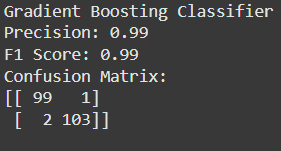 Gradient Boosting Classifier
Precision: 0.99
F1 Score: 0.99
Confusion Matrix:
[[ 99   1]
 [  2 103]]